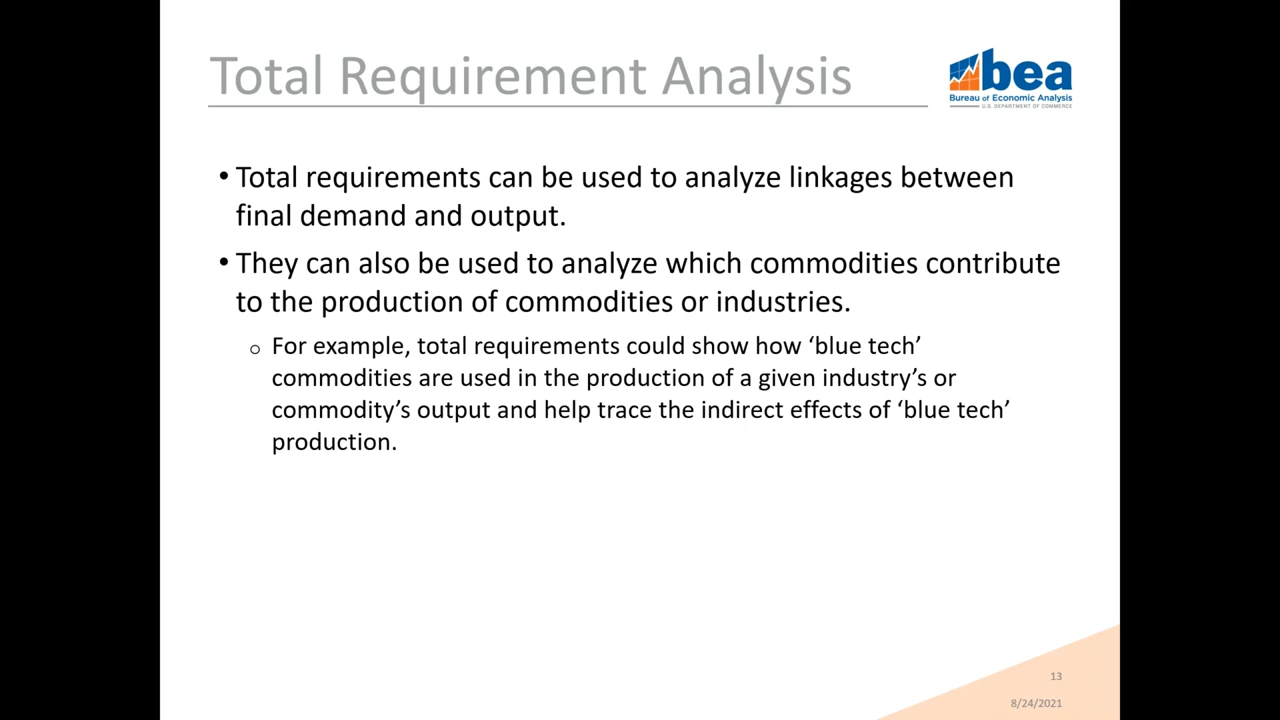 Total Requirement Analysis
bea
Bureau of Economic Analysis
U.S. DEPARTMENT OF COMMERCE
• Total requirements can be used to analyze linkages between
final demand and output.
• They can also be used to analyze which commodities contribute
to the production of commodities or industries.
o For example, total requirements could show how ‘blue tech’
commodities are used in the production of a given industry’s or
commodity’s output and help trace the indirect effects of ‘blue tech’
production.
13
8/24/2021